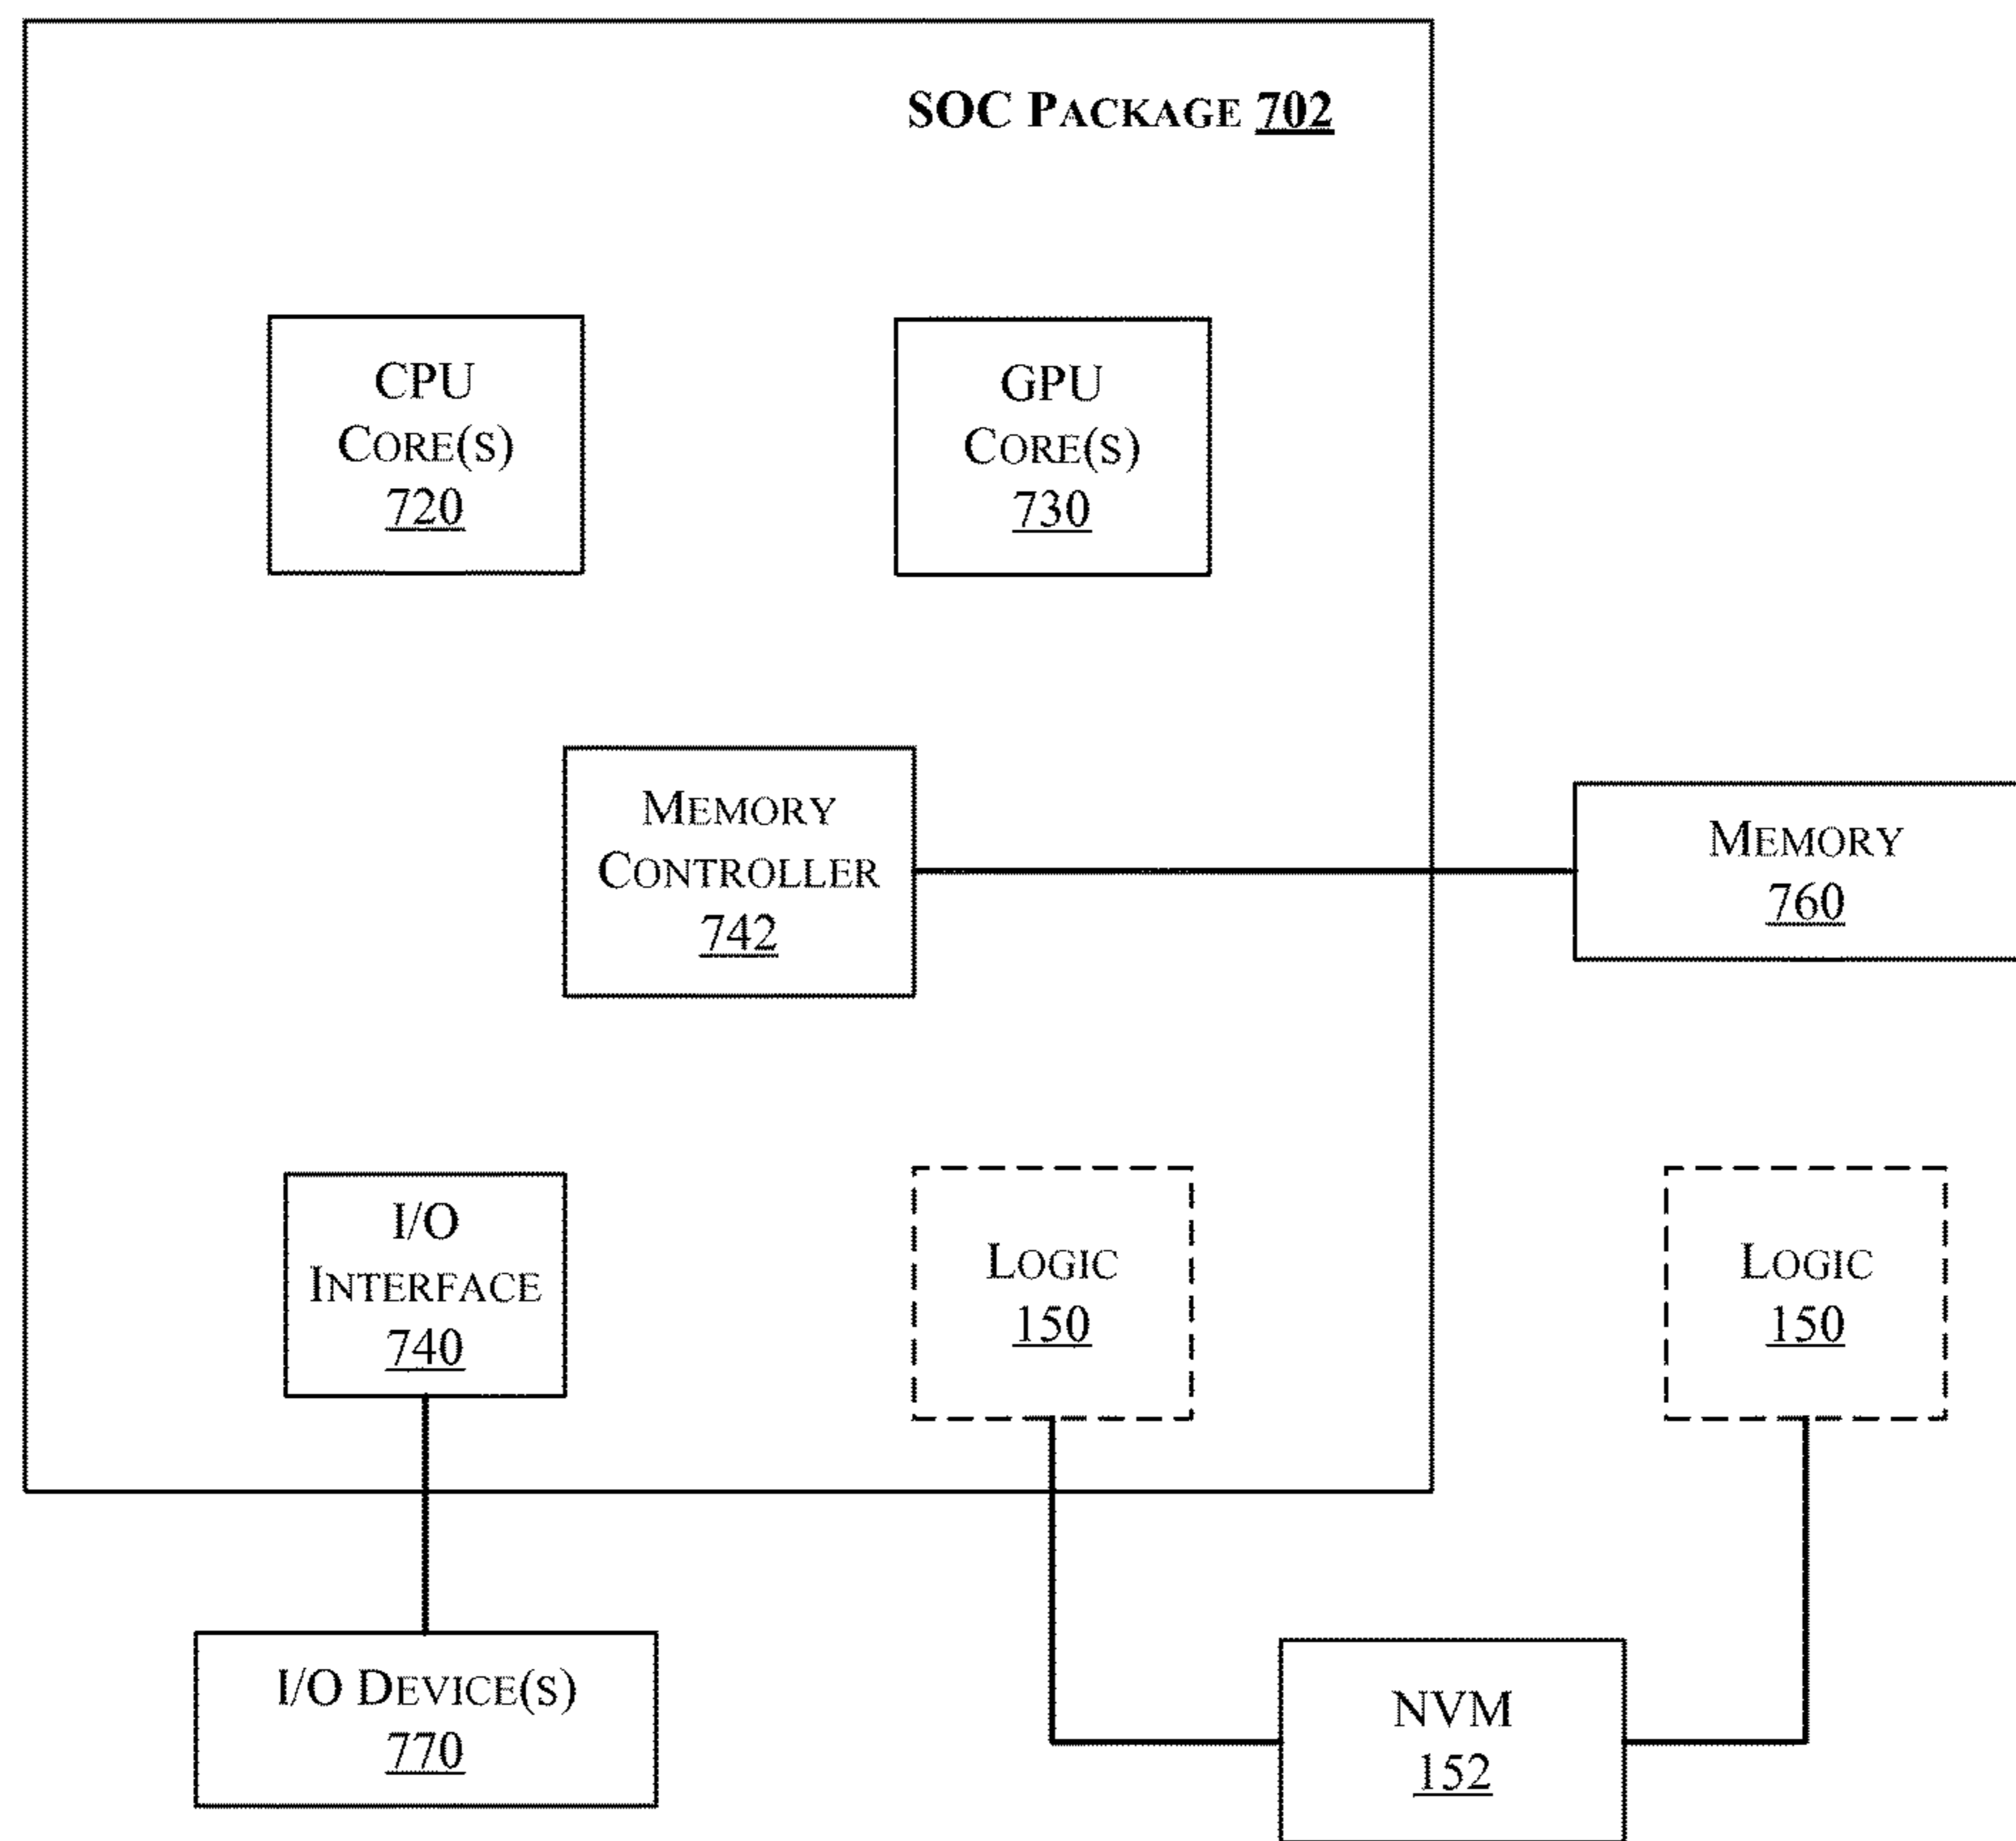 SOC PACKAGE 702
CPU
CORE(S)
720
GPU
CORE(S)
730
MEMORY
CONTROLLER
742
MEMORY
760
I/O
INTERFACE
740
LOGIC
150
LOGIC
150
I/O DEVICE(S)
770
NVM
152